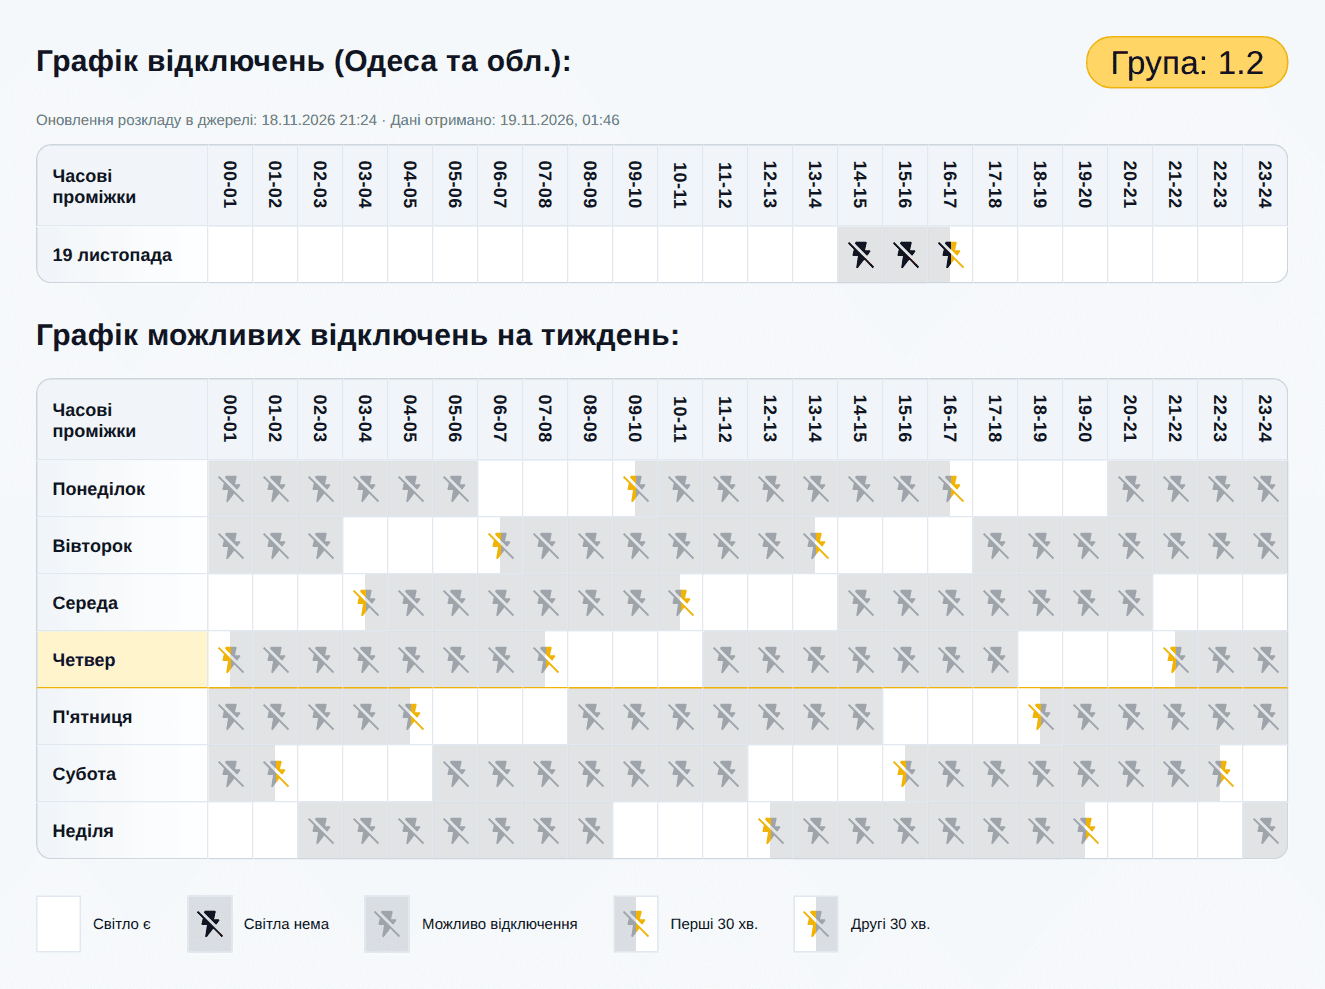 Графік відключень (Одеса та обл.):
Група: 1.2
Оновлення розкладу в джерелі: 18.11.2026 21:24 · Дані отримано: 19.11.2026, 01:46
Часові проміжки 00-01 01-02 02-03 03-04 04-05 05-06 06-07 07-08 08-09 09-10 10-11 11-12 12-13 13-14 14-15 15-16 16-17 17-18 18-19 19-20 20-21 21-22 22-23 23-24
19 листопада
Графік можливих відключень на тиждень:
Часові проміжки 00-01 01-02 02-03 03-04 04-05 05-06 06-07 07-08 08-09 09-10 10-11 11-12 12-13 13-14 14-15 15-16 16-17 17-18 18-19 19-20 20-21 21-22 22-23 23-24
Понеділок
Вівторок
Середа
Четвер
П'ятниця
Субота
Неділя
Світло є Світла нема Можливо відключення Перші 30 хв. Другі 30 хв.